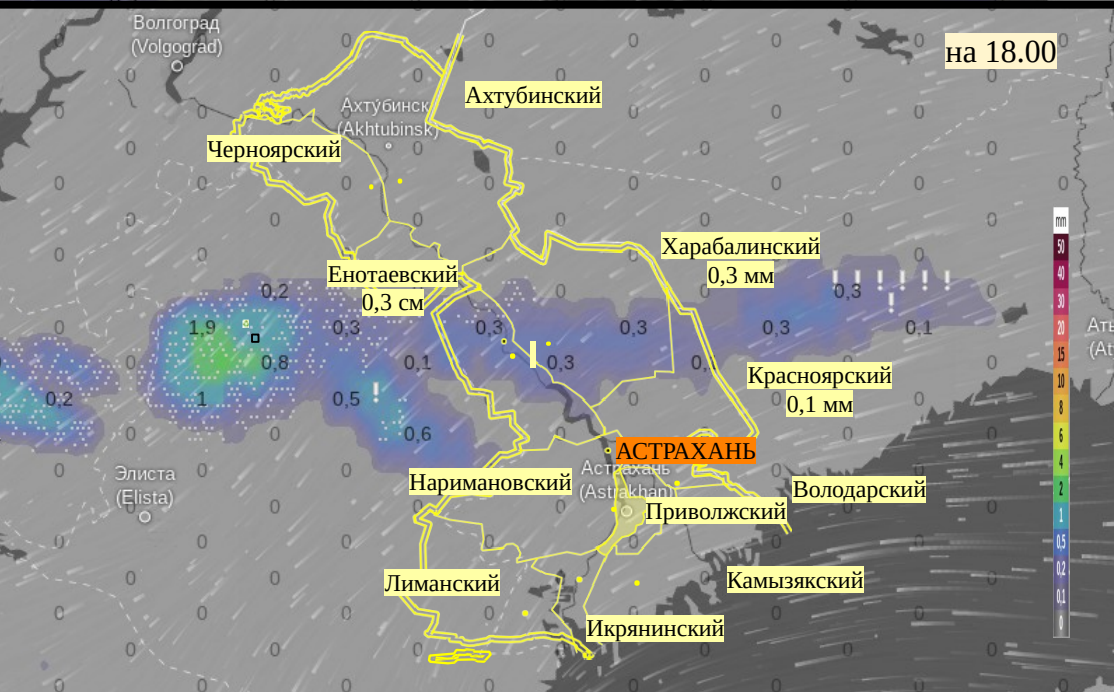 Волгоград
(Volgograd)
на 18.00
Ахтубинский
Ахту́бинск
(Akhtubinsk)
Черноярский
Харабалинский
0,3 мм
Енотаевский
0,3 см
mm
50
40
30
20
15
10
8
6
4
2
1
0,5
0,2
0,1
0
0,2
0,3
1,9
0,3
0,3
0,3
0,3
0,1
0,8
0,1
0,3
0,2
1
0,5
0,6
Красноярский
0,1 мм
АСТРАХАНЬ
Астрахань
(Astrakhan)
Элиста
(Elista)
Наримановский
Володарский
Приволжский
Лиманский
Камызякский
Икрянинский